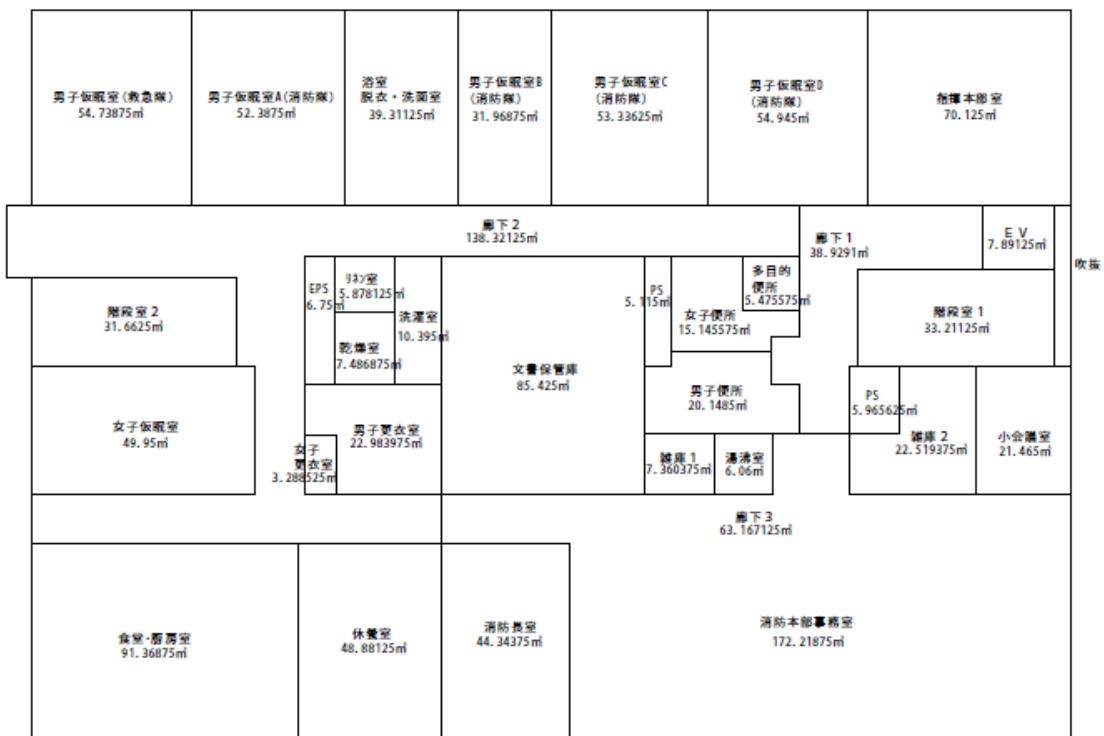 男子仮眠室(救急隊)
54.73875㎡
男子仮眠室A(消防隊)
52.3875㎡
浴室
脱衣・洗面室
39.31125㎡
男子仮眠室B
(消防隊)
31.96875㎡
男子仮眠室C
(消防隊)
53.33625㎡
男子仮眠室D
(消防隊)
54.945㎡
指揮本部室
70.125㎡
廊下2
138.32125㎡
廊下1
38.9291㎡
EV
7.89125㎡
吹抜
階段室2
31.6625㎡
EPS
6.75㎡
リネン室
5.878125㎡
洗濯室
10.395㎡
乾燥室
7.486875㎡
文書保管庫
85.425㎡
PS
5.115㎡
女子便所
15.145575㎡
多目的
便所
5.475575㎡
階段室1
33.21125㎡
女子仮眠室
49.95㎡
女子
更衣室
3.288525㎡
男子更衣室
22.983975㎡
男子便所
20.1485㎡
PS
5.965625㎡
雑庫1
7.360375㎡
湯沸室
6.06㎡
雑庫2
22.519375㎡
小会議室
21.465㎡
廊下3
63.167125㎡
食堂・厨房室
91.36875㎡
休養室
48.88125㎡
消防長室
44.34375㎡
消防本部事務室
172.21875㎡